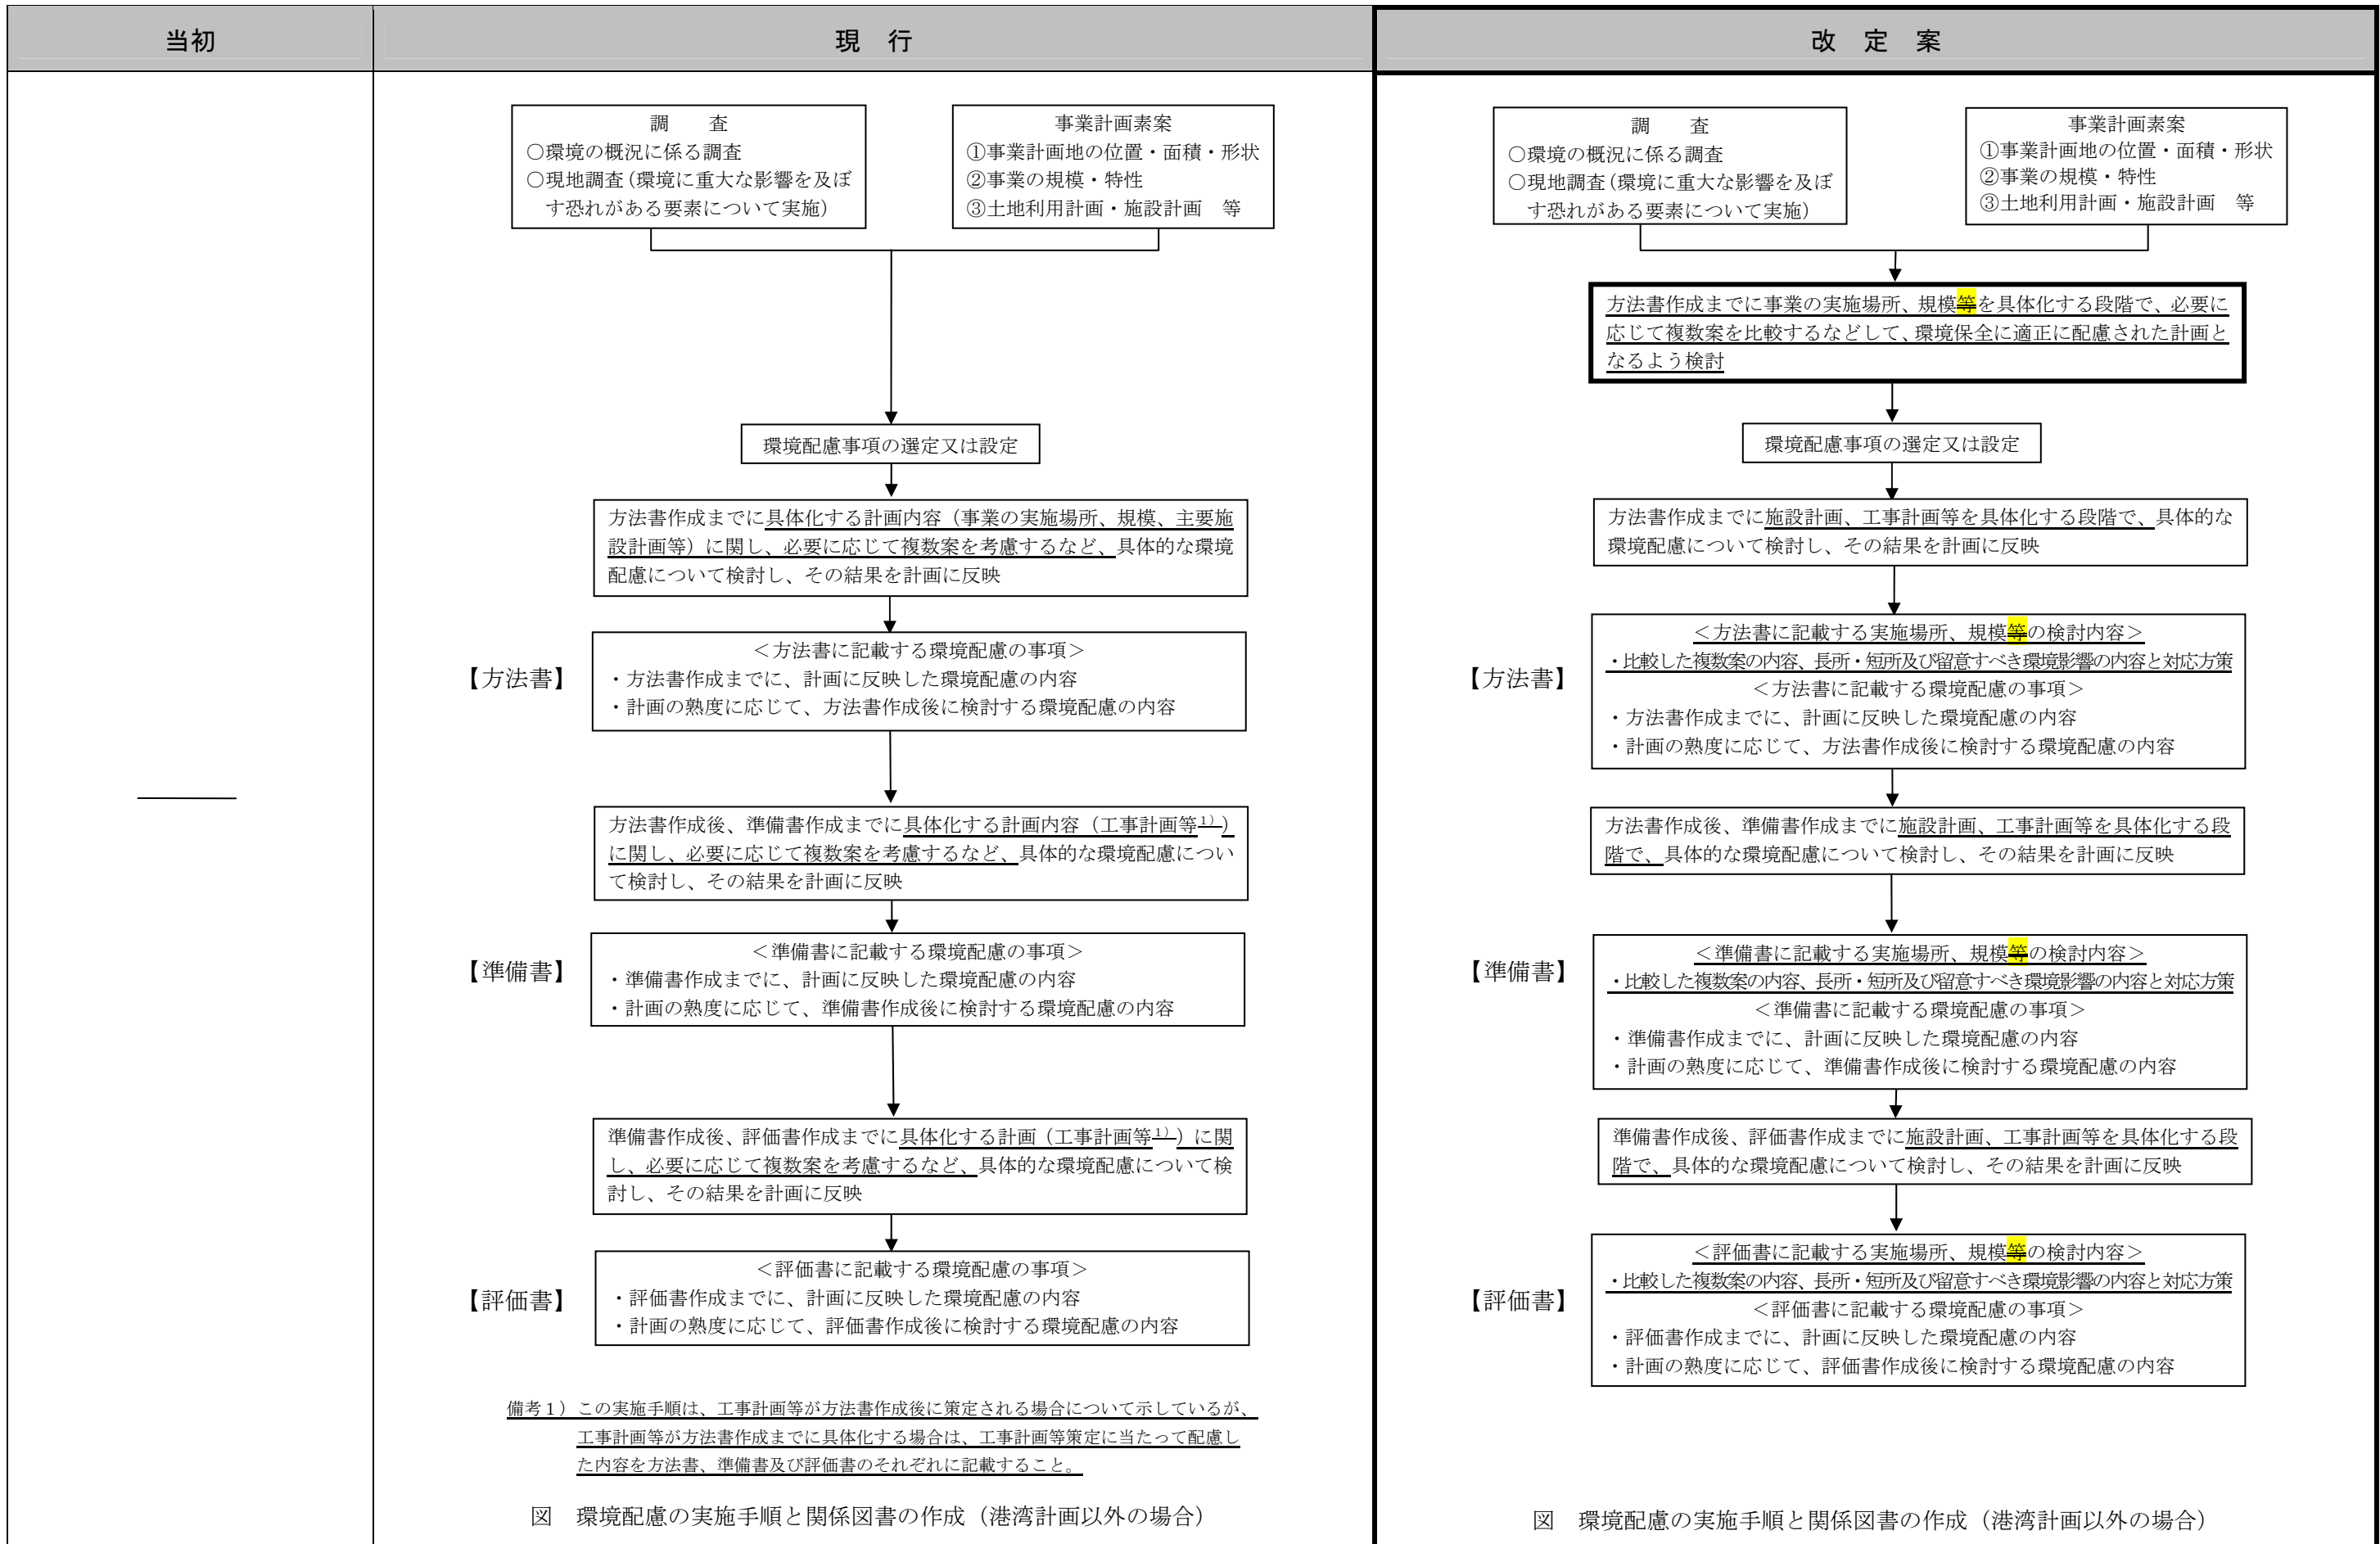 当初
現　行
改　定　案
調　　査
○環境の概況に係る調査
○現地調査（環境に重大な影響を及ぼ
す恐れがある要素について実施）
事業計画素案
①事業計画地の位置・面積・形状
②事業の規模・特性
③土地利用計画・施設計画　等
環境配慮事項の選定又は設定
方法書作成までに具体化する計画内容（事業の実施場所、規模、主要施
設計画等）に関し、必要に応じて複数案を考慮するなど、具体的な環境
配慮について検討し、その結果を計画に反映
【方法書】
＜方法書に記載する環境配慮の事項＞
・方法書作成までに、計画に反映した環境配慮の内容
・計画の熟度に応じて、方法書作成後に検討する環境配慮の内容
方法書作成後、準備書作成までに具体化する計画内容（工事計画等1））
に関し、必要に応じて複数案を考慮するなど、具体的な環境配慮につい
て検討し、その結果を計画に反映
【準備書】
＜準備書に記載する環境配慮の事項＞
・準備書作成までに、計画に反映した環境配慮の内容
・計画の熟度に応じて、準備書作成後に検討する環境配慮の内容
準備書作成後、評価書作成までに具体化する計画（工事計画等1））に関
し、必要に応じて複数案を考慮するなど、具体的な環境配慮について検
討し、その結果を計画に反映
【評価書】
＜評価書に記載する環境配慮の事項＞
・評価書作成までに、計画に反映した環境配慮の内容
・計画の熟度に応じて、評価書作成後に検討する環境配慮の内容
備考１）この実施手順は、工事計画等が方法書作成後に策定される場合について示しているが、
工事計画等が方法書作成までに具体化する場合は、工事計画等策定に当たって配慮し
た内容を方法書、準備書及び評価書のそれぞれに記載すること。
図　環境配慮の実施手順と関係図書の作成（港湾計画以外の場合）
調　　査
○環境の概況に係る調査
○現地調査（環境に重大な影響を及ぼ
す恐れがある要素について実施）
事業計画素案
①事業計画地の位置・面積・形状
②事業の規模・特性
③土地利用計画・施設計画　等
方法書作成までに事業の実施場所、規模等を具体化する段階で、必要に
応じて複数案を比較するなどして、環境保全に適正に配慮された計画と
なるよう検討
環境配慮事項の選定又は設定
方法書作成までに施設計画、工事計画等を具体化する段階で、具体的な
環境配慮について検討し、その結果を計画に反映
【方法書】
＜方法書に記載する実施場所、規模等の検討内容＞
・比較した複数案の内容、長所・短所及び留意すべき環境影響の内容と対応方策
＜方法書に記載する環境配慮の事項＞
・方法書作成までに、計画に反映した環境配慮の内容
・計画の熟度に応じて、方法書作成後に検討する環境配慮の内容
方法書作成後、準備書作成までに施設計画、工事計画等を具体化する段
階で、具体的な環境配慮について検討し、その結果を計画に反映
【準備書】
＜準備書に記載する実施場所、規模等の検討内容＞
・比較した複数案の内容、長所・短所及び留意すべき環境影響の内容と対応方策
＜準備書に記載する環境配慮の事項＞
・準備書作成までに、計画に反映した環境配慮の内容
・計画の熟度に応じて、準備書作成後に検討する環境配慮の内容
準備書作成後、評価書作成までに施設計画、工事計画等を具体化する段
階で、具体的な環境配慮について検討し、その結果を計画に反映
【評価書】
＜評価書に記載する実施場所、規模等の検討内容＞
・比較した複数案の内容、長所・短所及び留意すべき環境影響の内容と対応方策
＜評価書に記載する環境配慮の事項＞
・評価書作成までに、計画に反映した環境配慮の内容
・計画の熟度に応じて、評価書作成後に検討する環境配慮の内容
図　環境配慮の実施手順と関係図書の作成（港湾計画以外の場合）